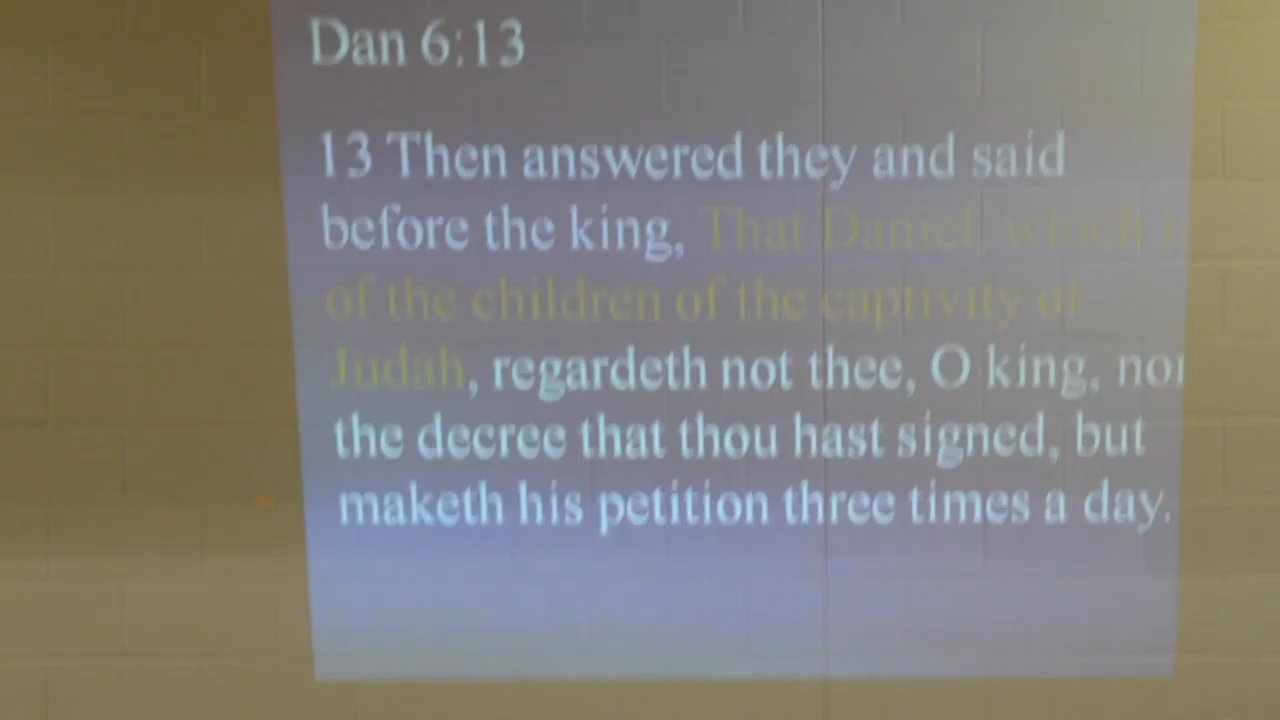 Dan 6:13
13 Then answered they and said
before the king, That Daniel, which
of the children of the captivity of
Judah, regardeth not thee, O king, nor
the decree that thou hast signed, but
maketh his petition three times a day.